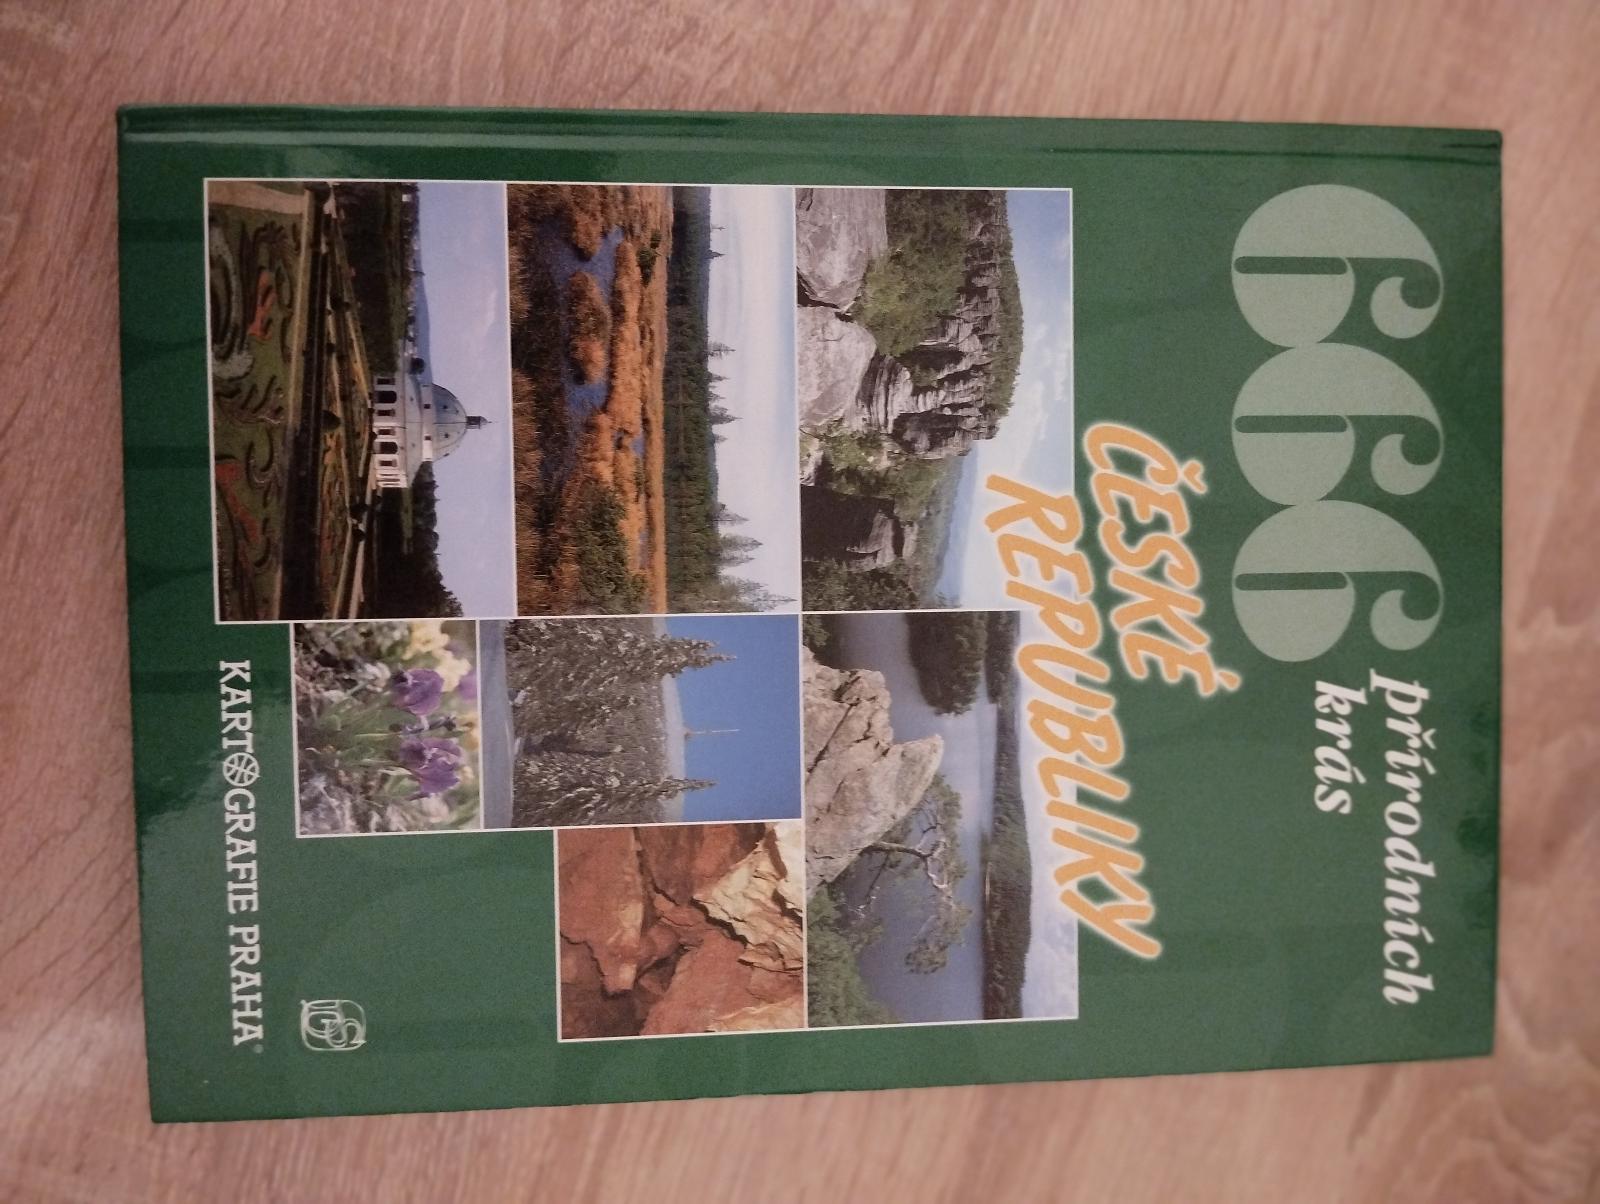 666 přírodních
krás
ČESKÉ
REPUBLIKY
KARTOGRAFIE PRAHA®